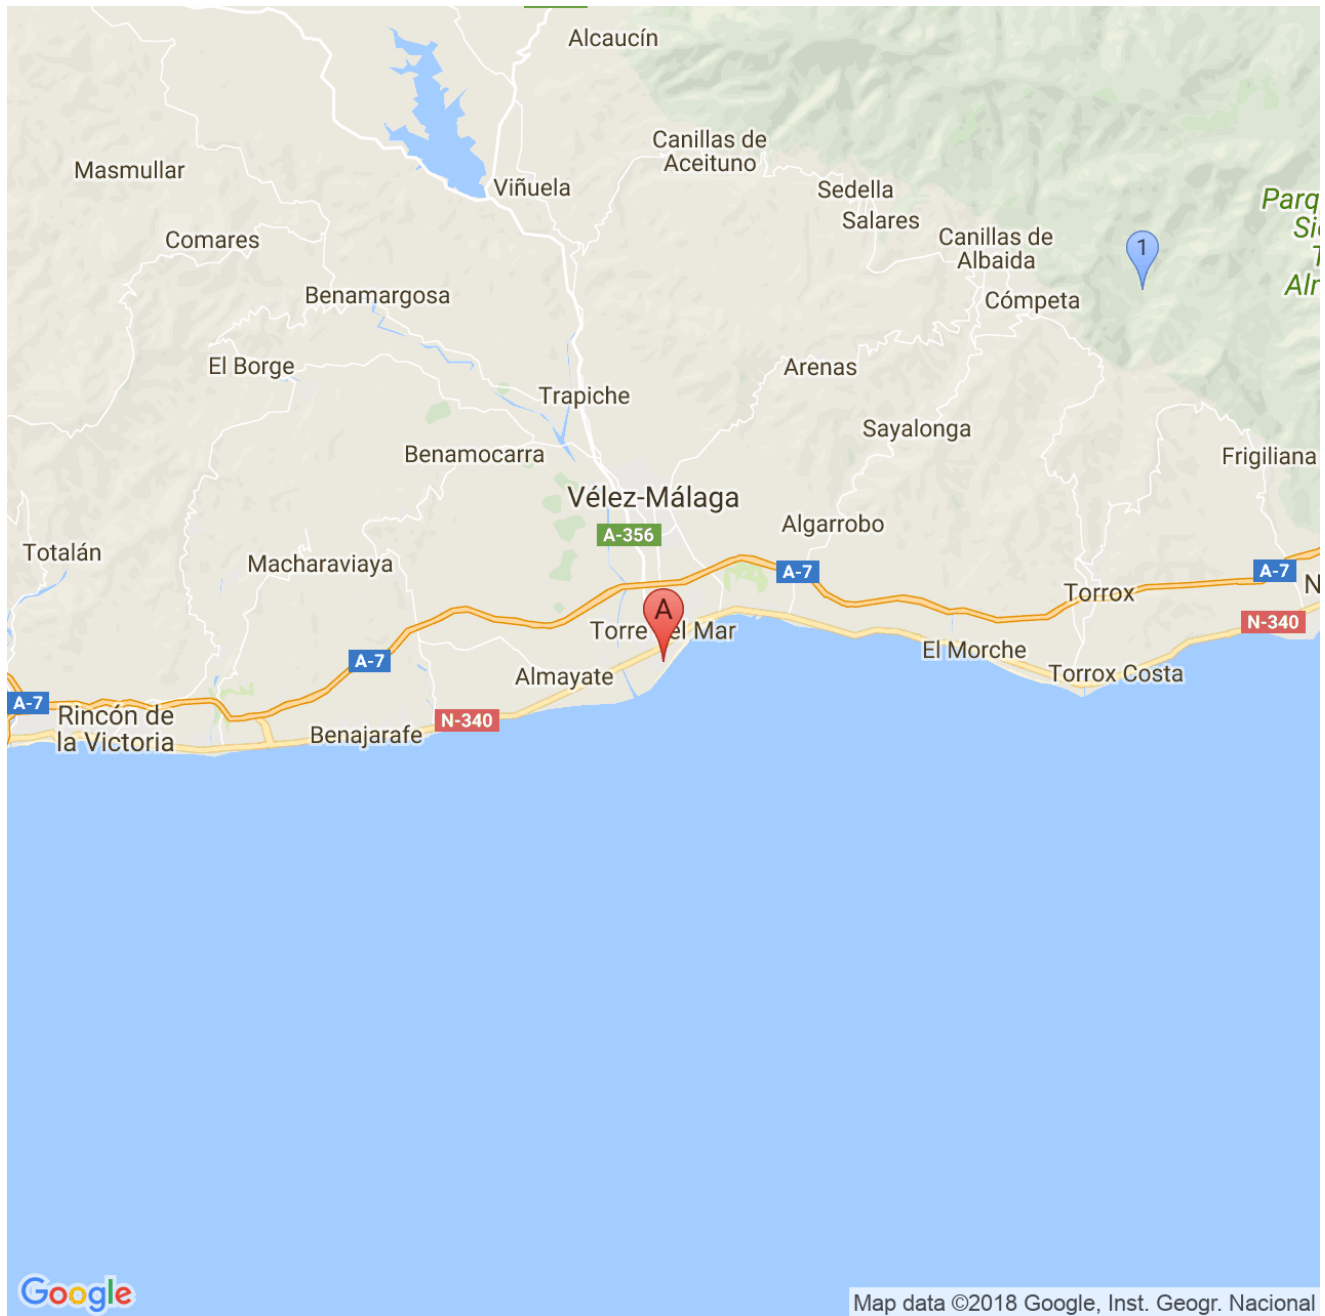 Alcaucín
Canillas de
Aceituno
Masmullar
Viñuela
Sedella
Salares
Parq
Sie
T
Alr
Comares
Canillas de
Albaida
1
Benamargosa
Cómpeta
El Borge
Arenas
Trapiche
Sayalonga
Benamocarra
Frigiliana
Vélez-Málaga
A-356
Algarrobo
Totalán
Macharaviaya
A-7
A-7
Torrox
N
A
N-340
Torre del Mar
El Morche
A-7
Almayate
Torrox Costa
A-7
Rincón de
la Victoria
N-340
Benajarafe
Google
Map data ©2018 Google, Inst. Geogr. Nacional